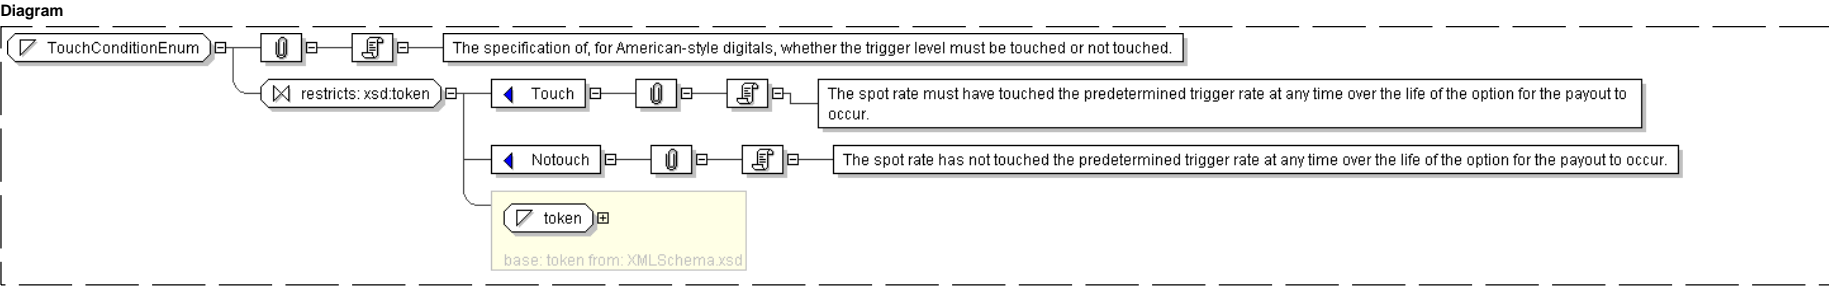 Diagram
TouchConditionEnum
The specification of, for American-style digitals, whether the trigger level must be touched or not touched.
restricts: xsd:token
Touch
The spot rate must have touched the predetermined trigger rate at any time over the life of the option for the payout to
occur.
Notouch
The spot rate has not touched the predetermined trigger rate at any time over the life of the option for the payout to occur.
token
base: token from: XMLSchema.xsd